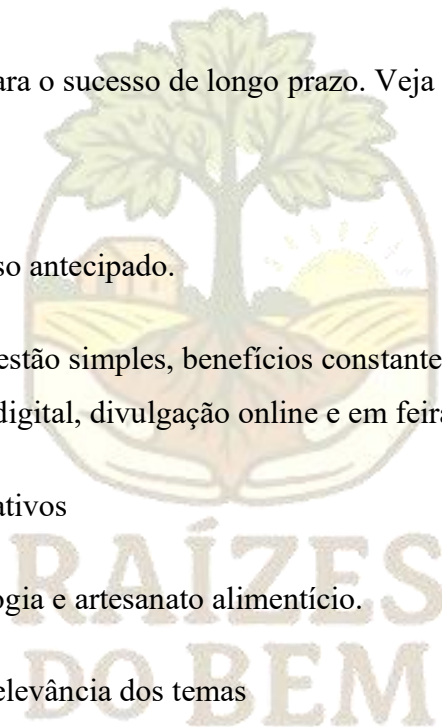 ara o sucesso de longo prazo. Veja
so antecipado.
estão simples, benefícios constante
digital, divulgação online e em feira
ativos
RAÍZES
ogia e artesanato alimentício.
DO BEM
elevância dos temas